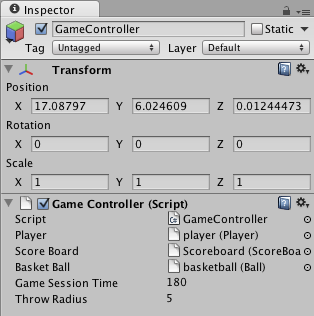 Inspector
GameController Static
Tag Untagged Layer Default
Transform
Position
X 17.08797 Y 6.024609 Z 0.01244473
Rotation
X 0 Y 0 Z 0
Scale
X 1 Y 1 Z 1
Game Controller (Script)
Script GameController
Player player (Player)
Score Board Scoreboard (ScoreBoa
Basket Ball basketball (Ball)
Game Session Time 180
Throw Radius 5